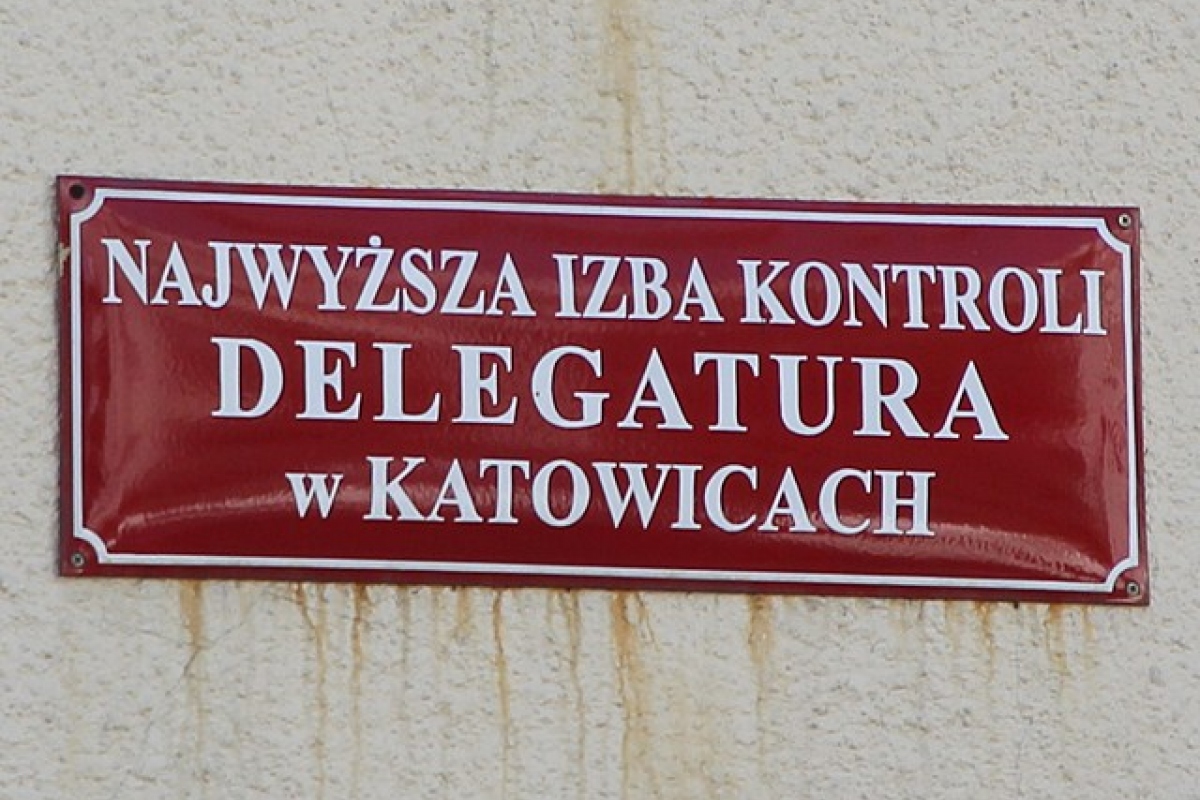 NAJWYŻSZA IZBA KONTROLI
DELEGATURA
w KATOWICACH